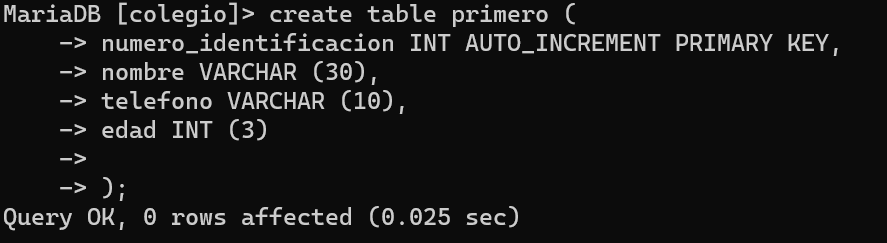 MariaDB [colegio]> create table primero (
    -> numero_identificacion INT AUTO_INCREMENT PRIMARY KEY,
    -> nombre VARCHAR (30),
    -> telefono VARCHAR (10),
    -> edad INT (3)
    ->
    -> );
Query OK, 0 rows affected (0.025 sec)